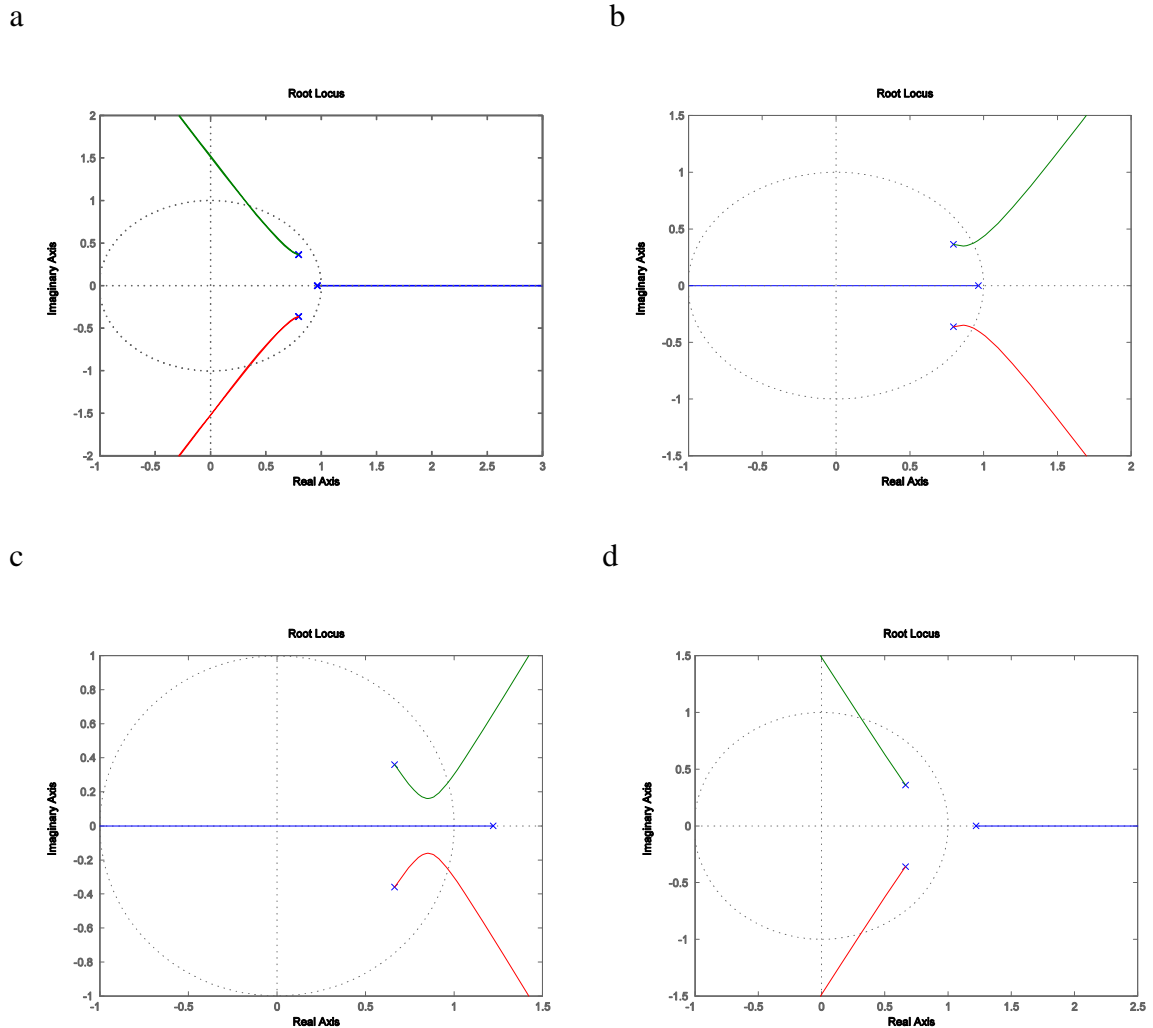 a
Root Locus
Imaginary Axis
2
1.5
1
0.5
0
-0.5
-1
-1.5
-2
-1 -0.5 0 0.5 1 1.5 2 2.5 3
Real Axis
b
Root Locus
Imaginary Axis
1.5
1
0.5
0
-0.5
-1
-1.5
-1 -0.5 0 0.5 1 1.5 2
Real Axis
c
Root Locus
Imaginary Axis
1
0.8
0.6
0.4
0.2
0
-0.2
-0.4
-0.6
-0.8
-1
-1 -0.5 0 0.5 1 1.5
Real Axis
d
Root Locus
Imaginary Axis
1.5
1
0.5
0
-0.5
-1
-1.5
-1 -0.5 0 0.5 1 1.5 2 2.5
Real Axis